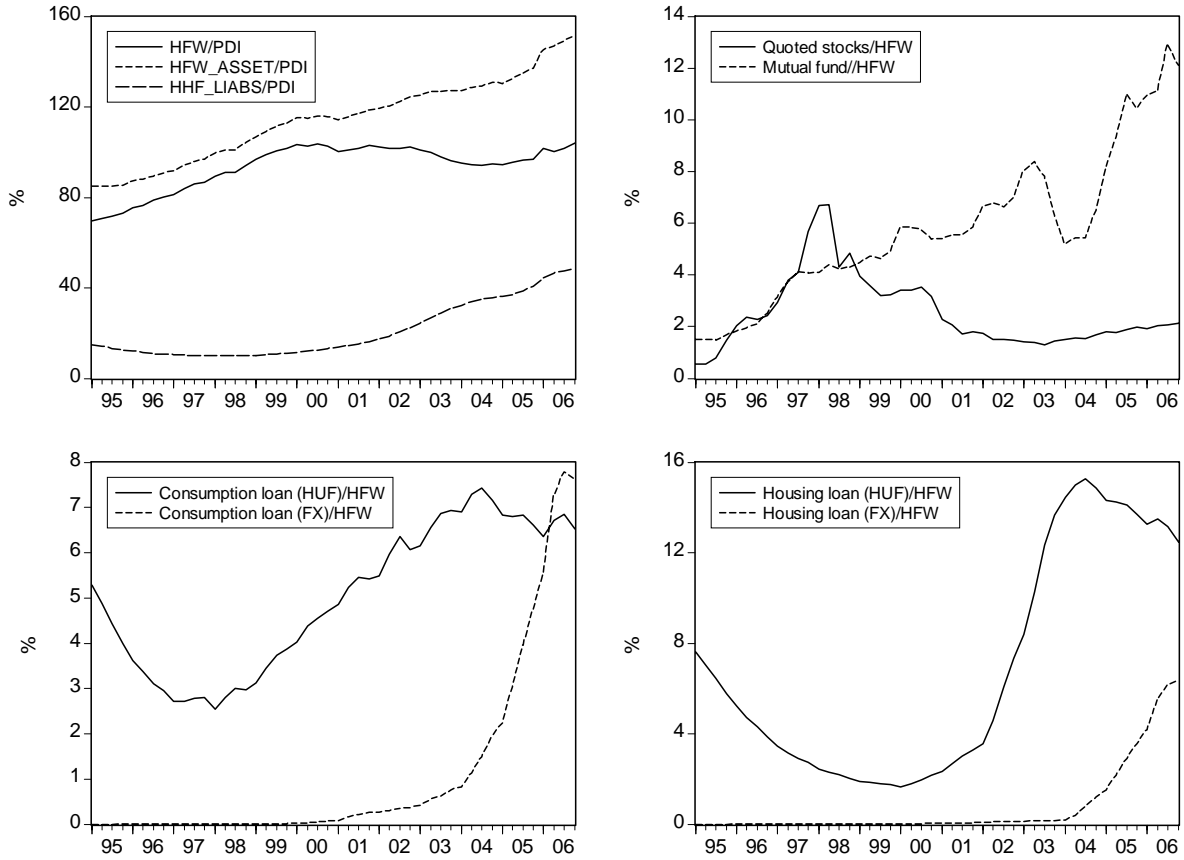 160
120
80
40
0
%
HFW/PDI
HFW_ASSET/PDI
HHF_LIABS/PDI
95 96 97 98 99 00 01 02 03 04 05 06
14
12
10
8
6
4
2
0
%
Quoted stocks/HFW
Mutual fund//HFW
95 96 97 98 99 00 01 02 03 04 05 06
8
7
6
5
4
3
2
1
0
%
Consumption loan (HUF)/HFW
Consumption loan (FX)/HFW
95 96 97 98 99 00 01 02 03 04 05 06
16
12
8
4
0
%
Housing loan (HUF)/HFW
Housing loan (FX)/HFW
95 96 97 98 99 00 01 02 03 04 05 06